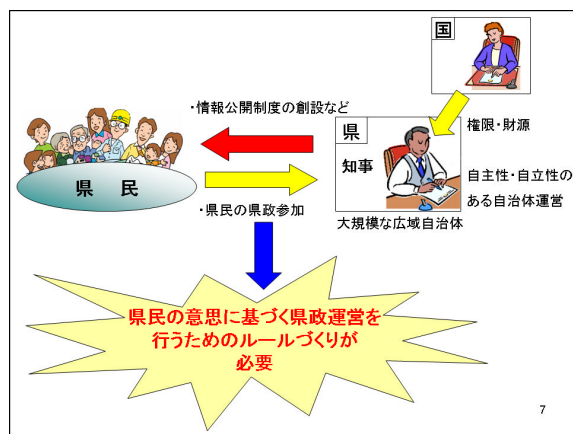 国
・情報公開制度の創設など
県
権限・財源
知事
県　民
自主性・自立性の
ある自治体運営
・県民の県政参加
大規模な広域自治体
県民の意思に基づく県政運営を
行うためのルールづくりが
必要
7